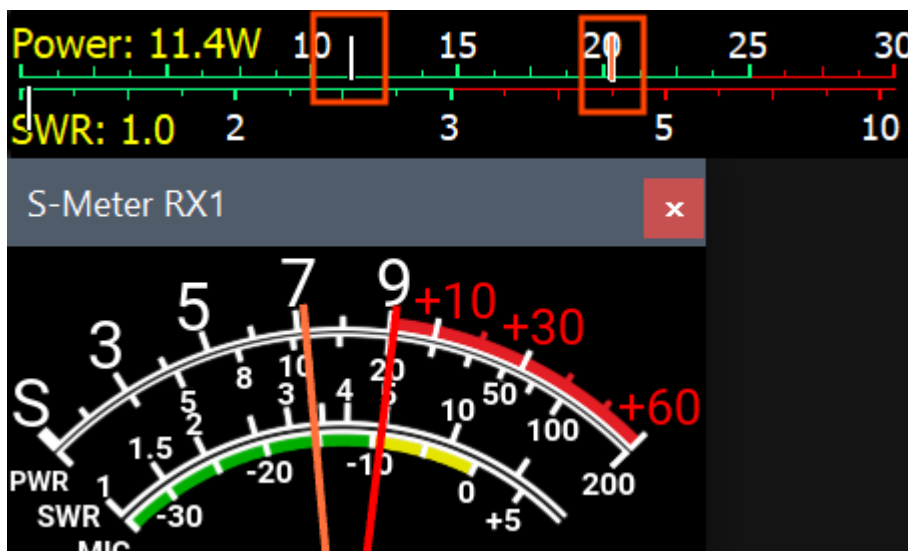 Power: 11.4W 10 15 20 25 30
SWR: 1.0 2 3 5 10
S-Meter RX1 x
S 3 5 7 9 +10 +30 +60
PWR 5 8 10 20 50 100 200
SWR 1 1.5 2 3 4 5 10
MIC -30 -20 -10 0 +5